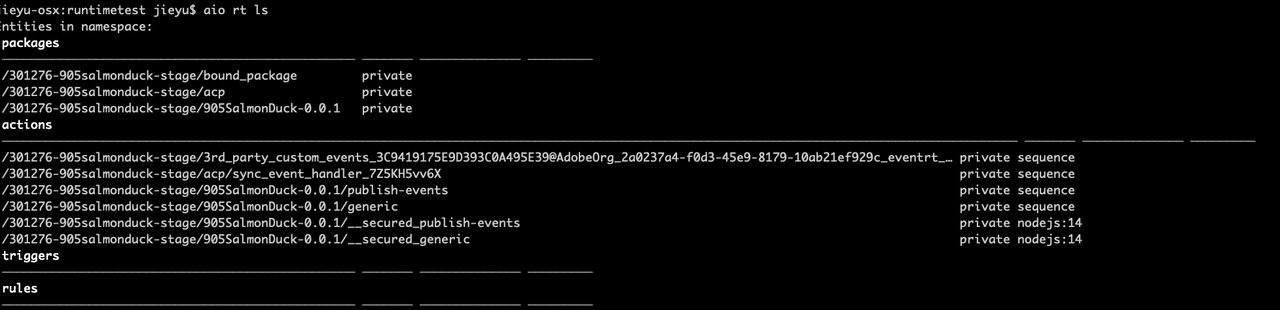 jieyu-osx:runtimetest jieyu$ aio rt ls
Entities in namespace:
packages
/301276-905salmonduck-stage/bound_package private
/301276-905salmonduck-stage/acp private
/301276-905salmonduck-stage/905SalmonDuck-0.0.1 private
actions
/301276-905salmonduck-stage/3rd_party_custom_events_3C9419175E9D393C0A495E39@AdobeOrg_2a0237a4-f0d3-45e9-8179-10ab21ef929c_eventrt_… private sequence
/301276-905salmonduck-stage/acp/sync_event_handler_7Z5KH5vv6X private sequence
/301276-905salmonduck-stage/905SalmonDuck-0.0.1/publish-events private sequence
/301276-905salmonduck-stage/905SalmonDuck-0.0.1/generic private sequence
/301276-905salmonduck-stage/905SalmonDuck-0.0.1/__secured_publish-events private nodejs:14
/301276-905salmonduck-stage/905SalmonDuck-0.0.1/__secured_generic private nodejs:14
triggers
rules